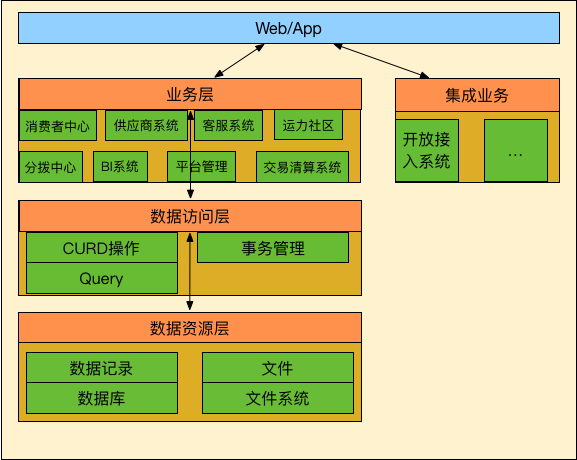 Web/App
业务层
集成业务
消费者中心
供应商系统
客服系统
运力社区
分拨中心
BI系统
平台管理
交易清算系统
开放接
入系统
...
数据访问层
CURD操作
事务管理
Query
数据资源层
数据记录
文件
数据库
文件系统